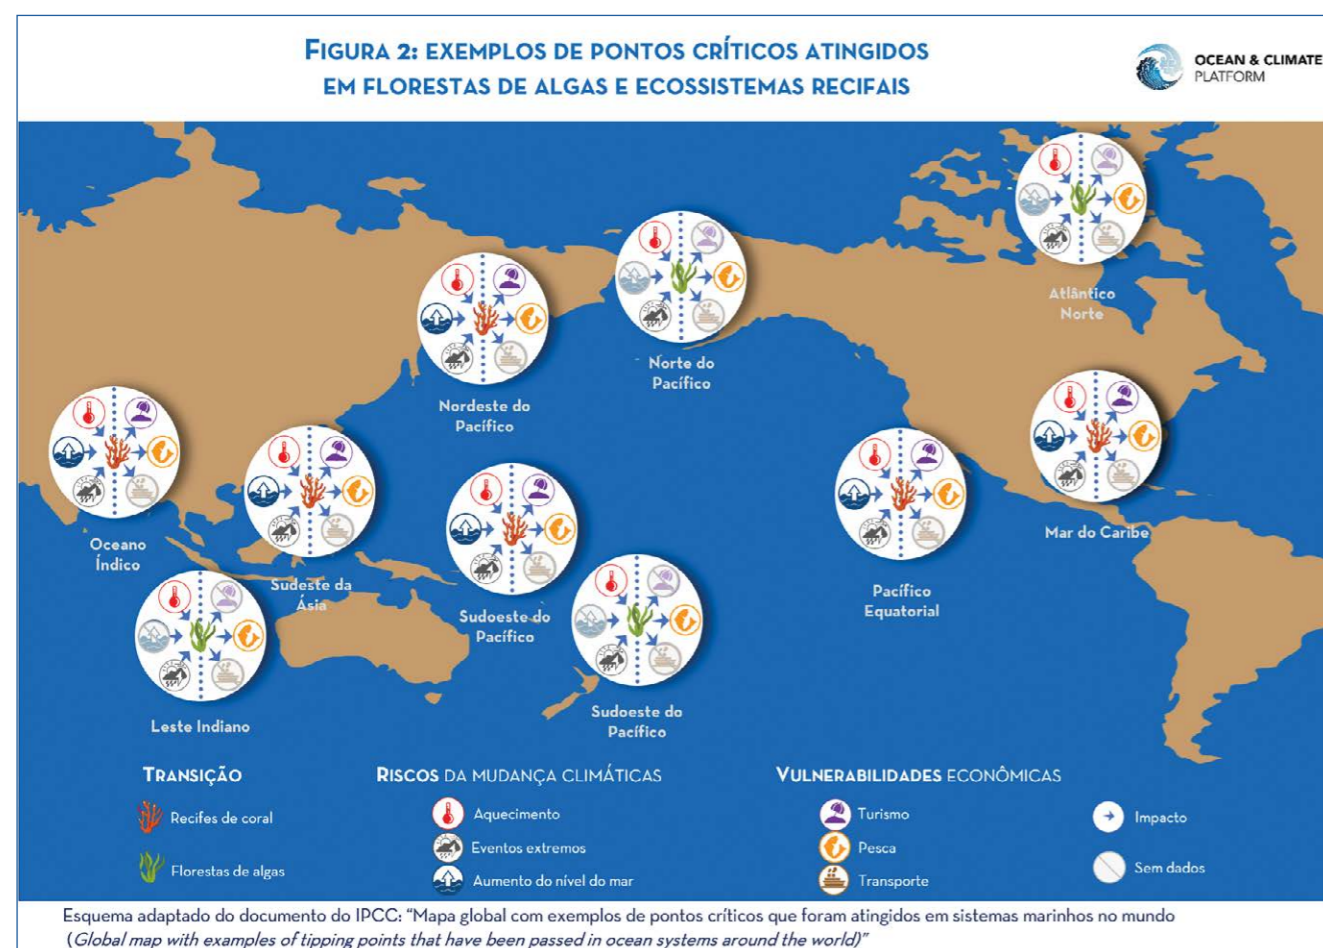 FIGURA 2: EXEMPLOS DE PONTOS CRÍTICOS ATINGIDOS
EM FLORESTAS DE ALGAS E ECOSSISTEMAS RECIFAIS
OCEAN & CLIMATE
PLATFORM
Atlântico
Norte
Norte do
Pacífico
Nordeste do
Pacífico
Oceano
Índico
Sudeste da
Ásia
Sudoeste do
Pacífico
Pacífico
Equatorial
Mar do Caribe
Leste Indiano
Sudoeste do
Pacífico
TRANSIÇÃO
Recifes de coral
Florestas de algas
RISCOS DA MUDANÇA CLIMÁTICAS
Aquecimento
Eventos extremos
Aumento do nível do mar
VULNERABILIDADES ECONÔMICAS
Turismo
Pesca
Transporte
Impacto
Sem dados
Esquema adaptado do documento do IPCC: “Mapa global com exemplos de pontos críticos que foram atingidos em sistemas marinhos no mundo
(Global map with examples of tipping points that have been passed in ocean systems around the world)”